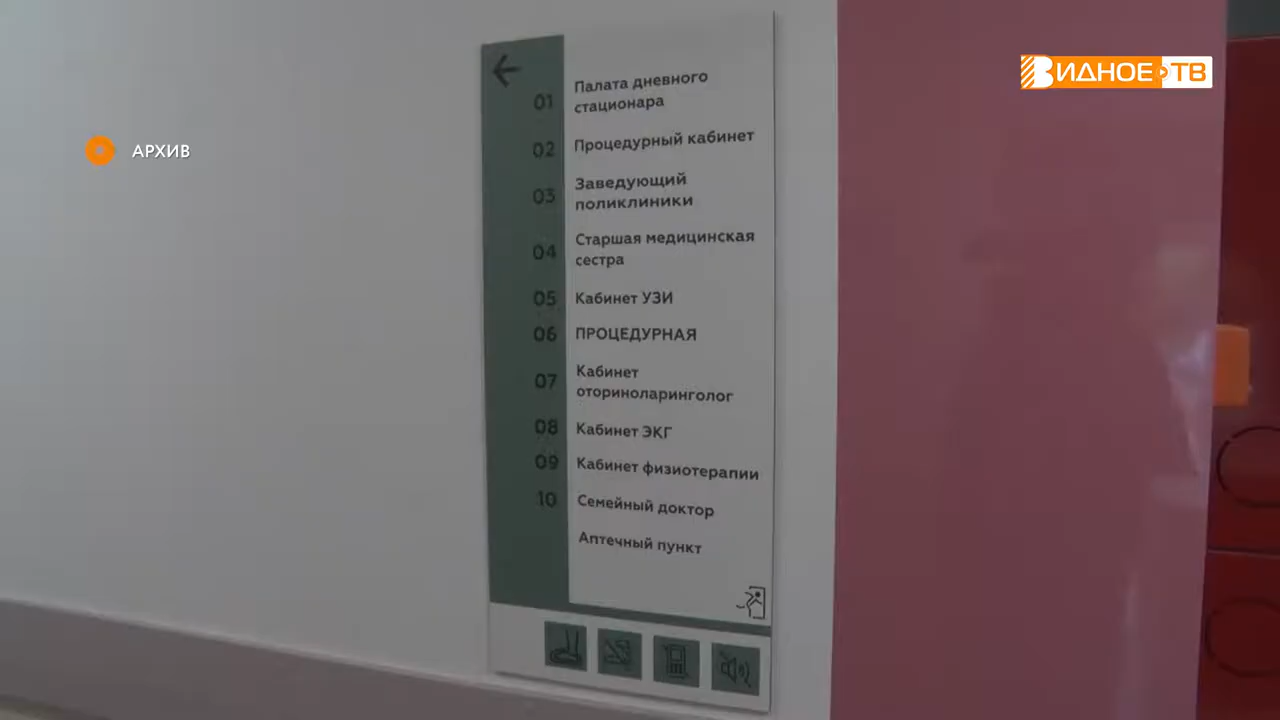 ВИДНОЕ ТВ
АРХИВ
01 Палата дневного
стационара
02 Процедурный кабинет
03 Заведующий
поликлиники
04 Старшая медицинская
сестра
05 Кабинет УЗИ
06 ПРОЦЕДУРНАЯ
07 Кабинет
оториноларинголог
08 Кабинет ЭКГ
09 Кабинет физиотерапии
10 Семейный доктор
Аптечный пункт